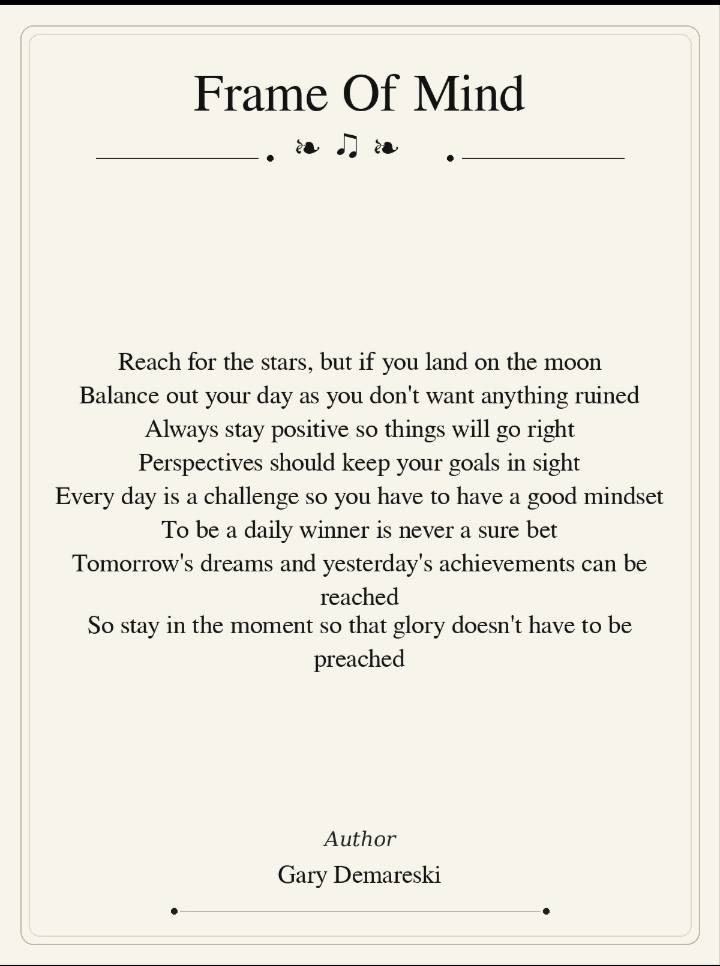 Frame Of Mind
❧ ♫ ❧
Reach for the stars, but if you land on the moon
Balance out your day as you don't want anything ruined
Always stay positive so things will go right
Perspectives should keep your goals in sight
Every day is a challenge so you have to have a good mindset
To be a daily winner is never a sure bet
Tomorrow's dreams and yesterday's achievements can be
reached
So stay in the moment so that glory doesn't have to be
preached
Author
Gary Demareski